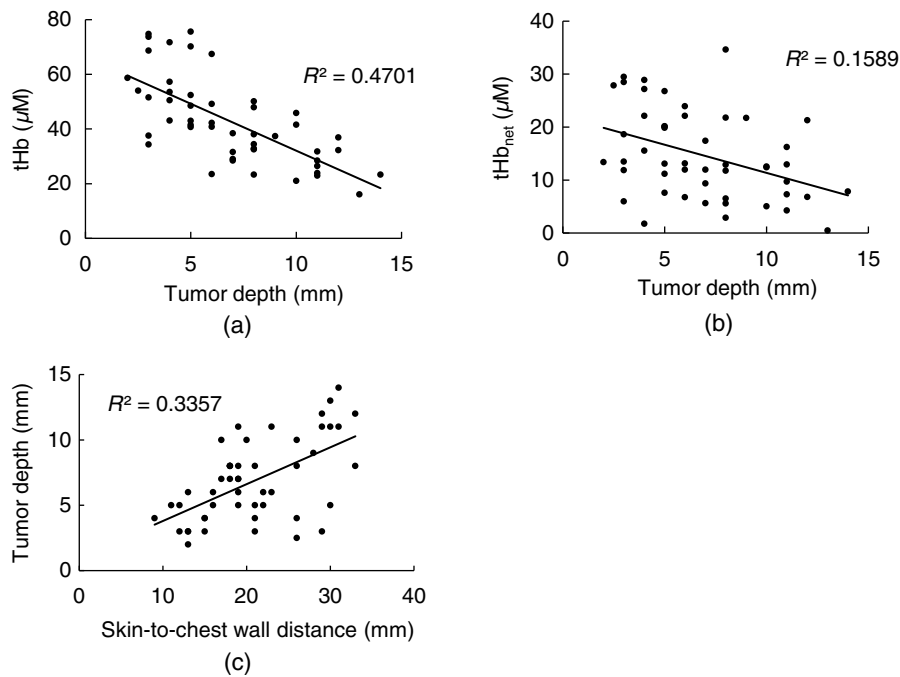 80
60
40
20
0
tHb (µM)
R² = 0.4701
0 5 10 15
Tumor depth (mm)
(a)
40
30
20
10
0
tHbnet (µM)
R² = 0.1589
0 5 10 15
Tumor depth (mm)
(b)
15
10
5
0
Tumor depth (mm)
R² = 0.3357
0 10 20 30 40
Skin-to-chest wall distance (mm)
(c)